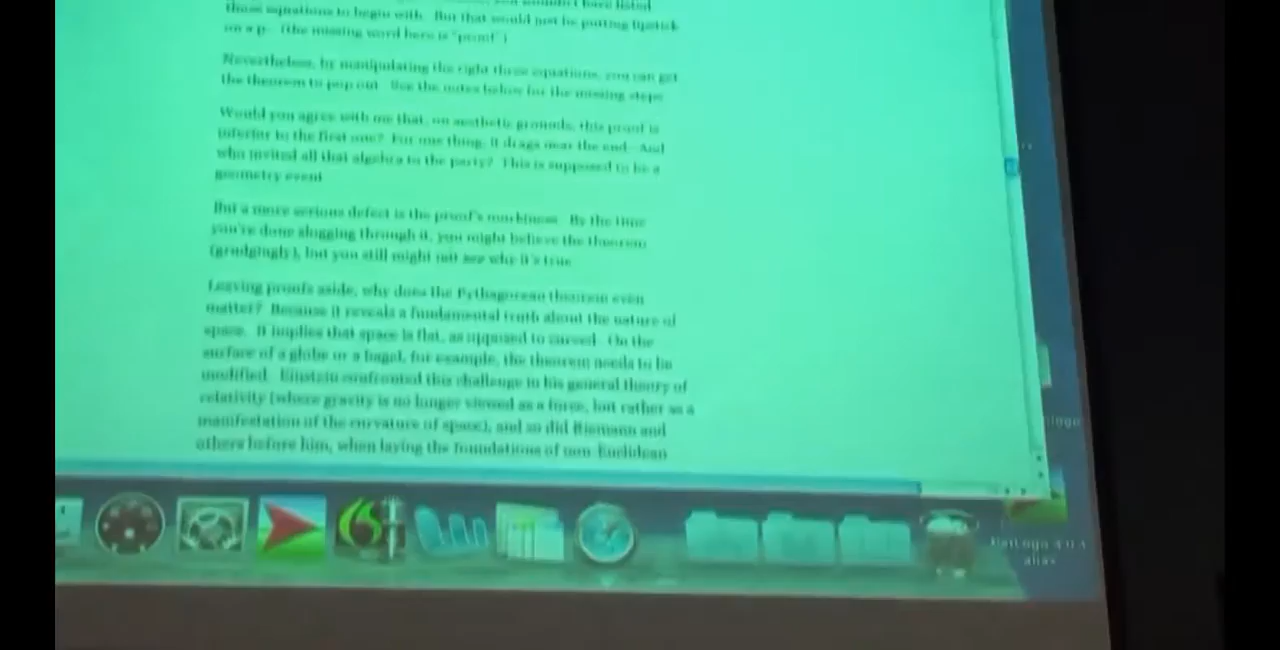 those equations to begin with. But that would just be putting lipstick
on a p... (the missing word here is "proof".)
Nevertheless, by manipulating the right three equations, you can get
the theorem to pop out. See the notes below for the missing steps.
Would you agree with me that, on aesthetic grounds, this proof is
inferior to the first one? For one thing, it drags near the end. And
who invited all that algebra to the party? This is supposed to be a
geometry event.
But a more serious defect is the proof's murkiness. By the time
you're done slogging through it, you might believe the theorem
(grudgingly), but you still might not see why it's true.
Leaving proofs aside, why does the Pythagorean theorem even
matter? Because it reveals a fundamental truth about the nature of
space. It implies that space is flat, as opposed to curved. On the
surface of a globe or a bagel, for example, the theorem needs to be
modified. Einstein confronted this challenge in his general theory of
relativity (where gravity is no longer viewed as a force, but rather as a
manifestation of the curvature of space), and so did Riemann and
others before him, when laying the foundations of non-Euclidean
alias